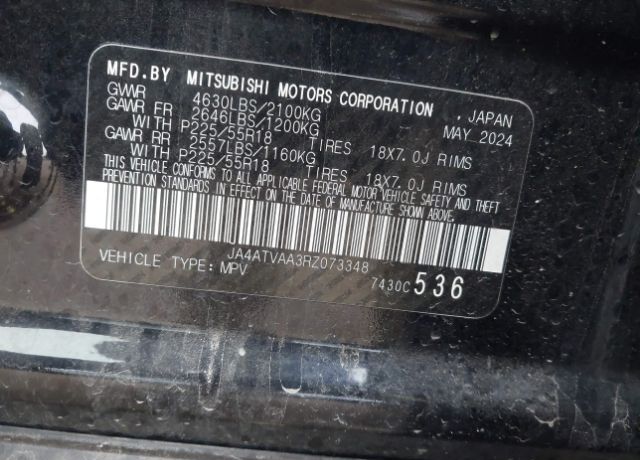 MFD.BY MITSUBISHI MOTORS CORPORATION , JAPAN
GVWR 4630LBS/2100KG MAY 2024
GAWR FR 2646LBS/1200KG
WITH P225/55R18 TIRES 18X7.0J RIMS
GAWR RR 2557LBS/1160KG
WITH P225/55R18 TIRES 18X7.0J RIMS
THIS VEHICLE CONFORMS TO ALL APPLICABLE FEDERAL MOTOR VEHICLE SAFETY AND THEFT
PREVENTION STANDARDS IN EFFECT ON THE DATE OF MANUFACTURE SHOWN ABOVE.
JA4ATVAA3RZ073348
VEHICLE TYPE: MPV 7430C 536